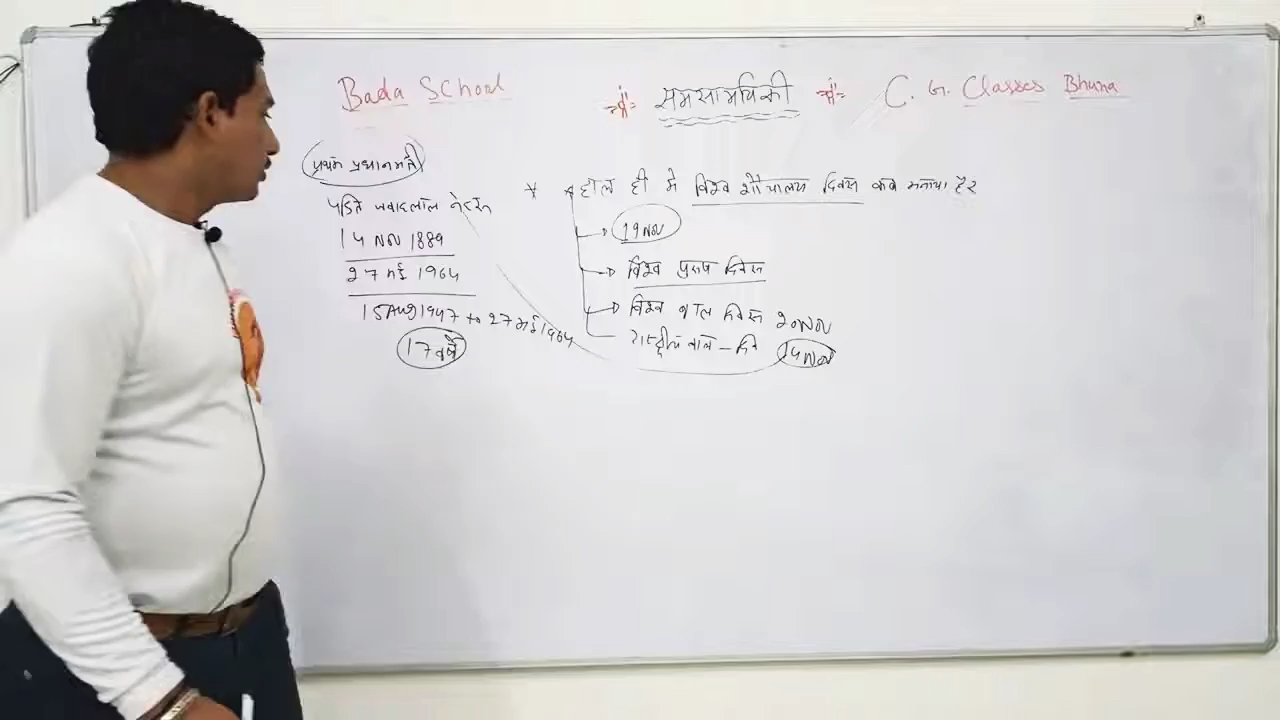 Bada School
समसामयिकी
C. G. Classes Bhuna
प्रथम प्रधानमंत्री
पंडित जवाहरलाल नेहरू
14 Nov 1889
27 मई 1964
15 Aug 1947 to 27 मई 1964
17 वर्ष
* हाल ही में विश्व शौचालय दिवस कब मनाया है?
19 Nov
विश्व पुरुष दिवस
विश्व बाल दिवस 20 Nov
राष्ट्रीय बाल - दि 14 Nov